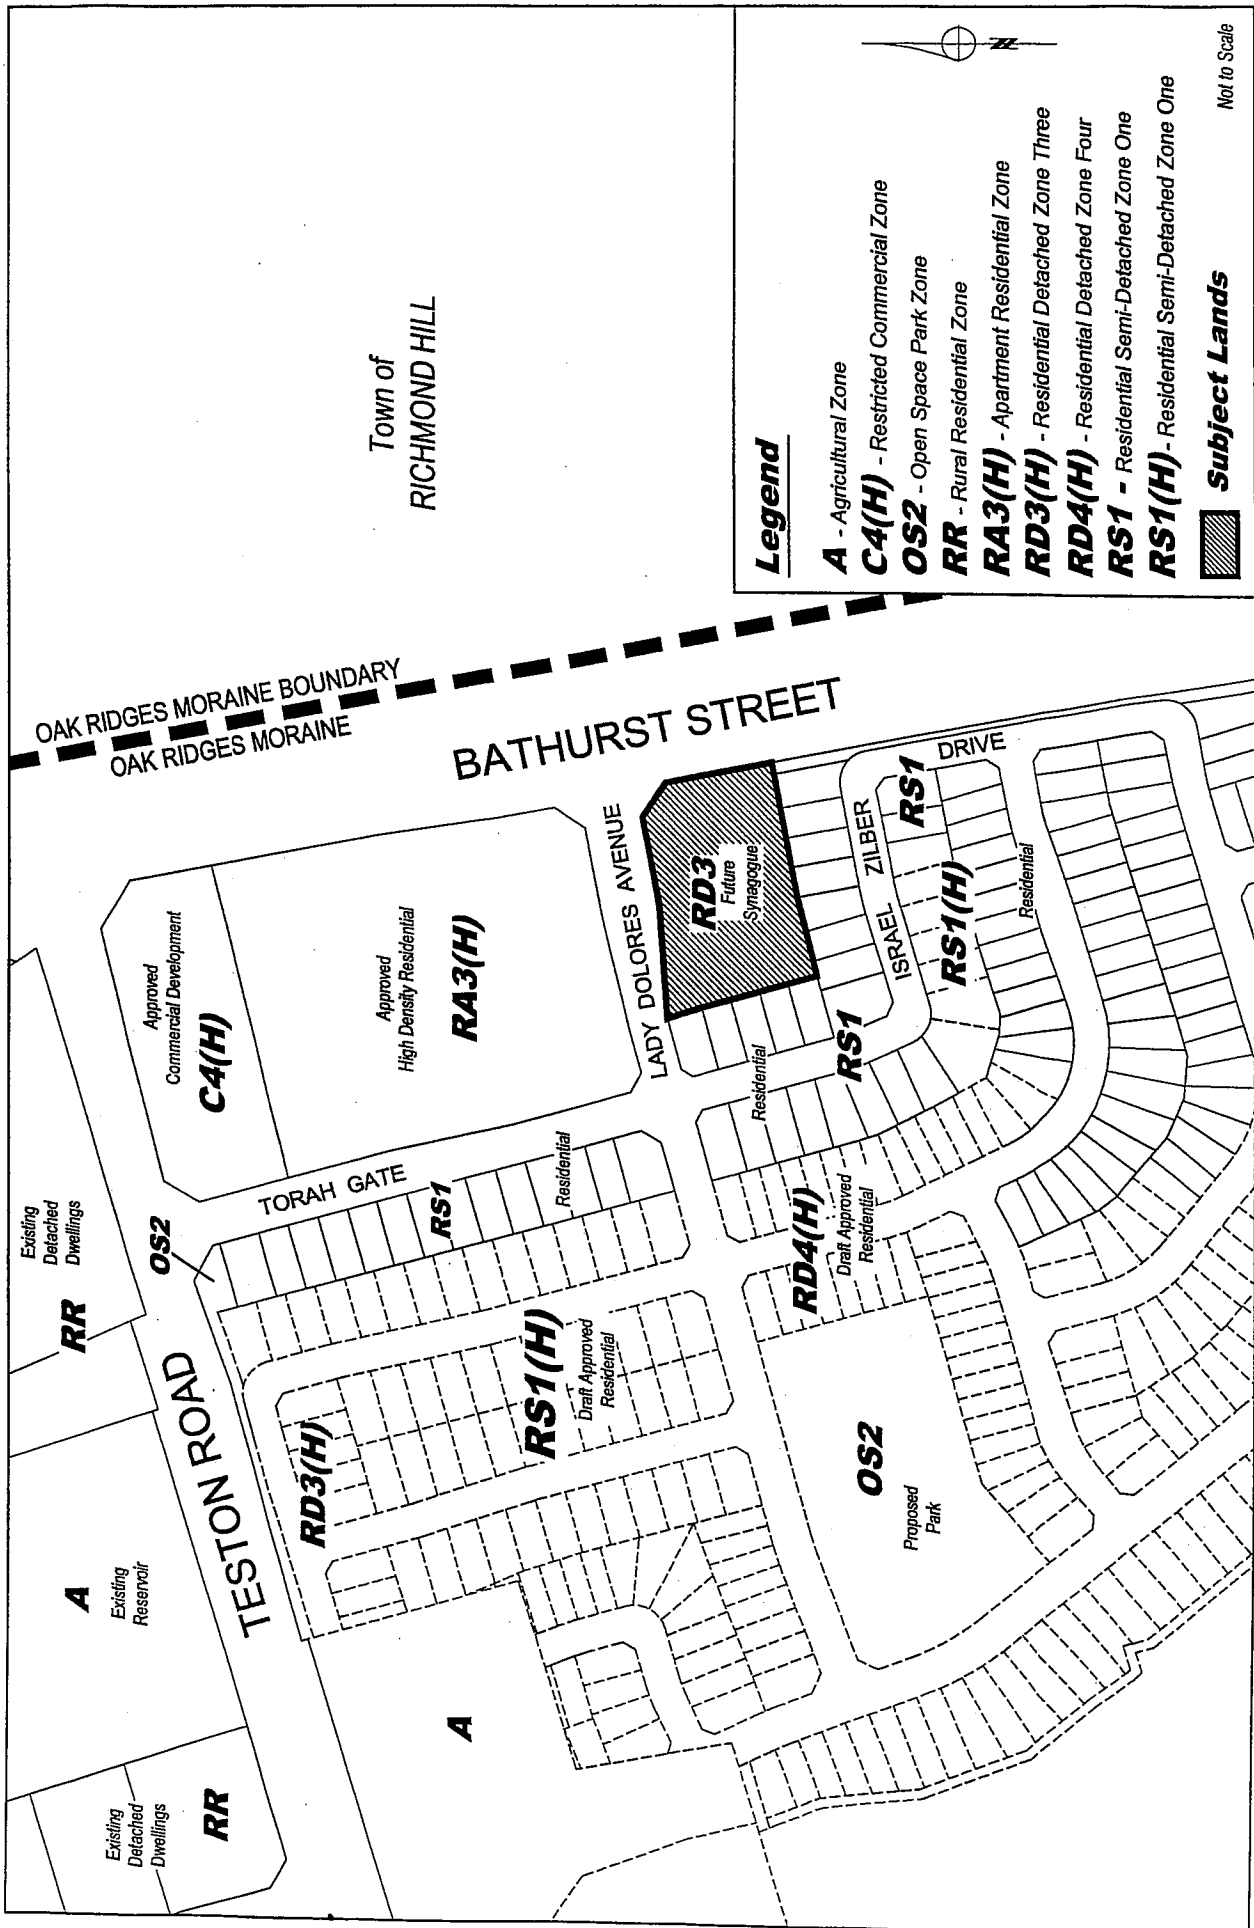 Existing
Detached
Dwellings
RR
A
Existing
Reservoir
RR
Existing
Detached
Dwellings
OS2
TESTON ROAD
A
RD3(H)
RS1(H)
Draft Approved
Residential
TORAH GATE
RS1
Residential
Approved
Commercial Development
C4(H)
Approved
High Density Residential
RA3(H)
OAK RIDGES MORAINE BOUNDARY
OAK RIDGES MORAINE
BATHURST STREET
Town of
RICHMOND HILL
LADY DOLORES AVENUE
RD3
Future
Synagogue
Residential
RS1
ISRAEL ZILBER
DRIVE
RS1
RS1(H)
Residential
RD4(H)
Draft Approved
Residential
OS2
Proposed
Park
Legend
N
A - Agricultural Zone
C4(H) - Restricted Commercial Zone
OS2 - Open Space Park Zone
RR - Rural Residential Zone
RA3(H) - Apartment Residential Zone
RD3(H) - Residential Detached Zone Three
RD4(H) - Residential Detached Zone Four
RS1 - Residential Semi-Detached Zone One
RS1(H) - Residential Semi-Detached Zone One
Subject Lands
Not to Scale